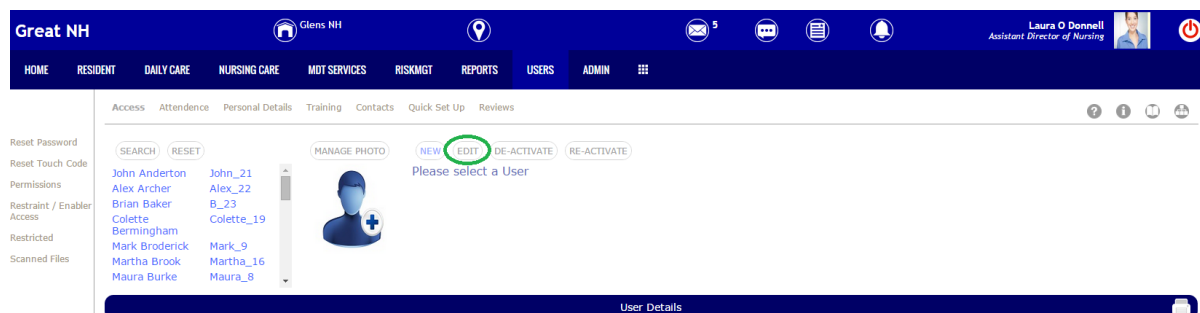 Great NH
Glens NH
5
Laura O Donnell
Assistant Director of Nursing
HOME RESIDENT DAILY CARE NURSING CARE MDT SERVICES RISKMGT REPORTS USERS ADMIN
Access Attendence Personal Details Training Contacts Quick Set Up Reviews
Reset Password
Reset Touch Code
Permissions
Restraint / Enabler
Access
Restricted
Scanned Files
SEARCH RESET
John Anderton John_21
Alex Archer Alex_22
Brian Baker B_23
Colette Colette_19
Bermingham
Mark Broderick Mark_9
Martha Brook Martha_16
Maura Burke Maura_8
MANAGE PHOTO
NEW EDIT DE-ACTIVATE RE-ACTIVATE
Please select a User
User Details